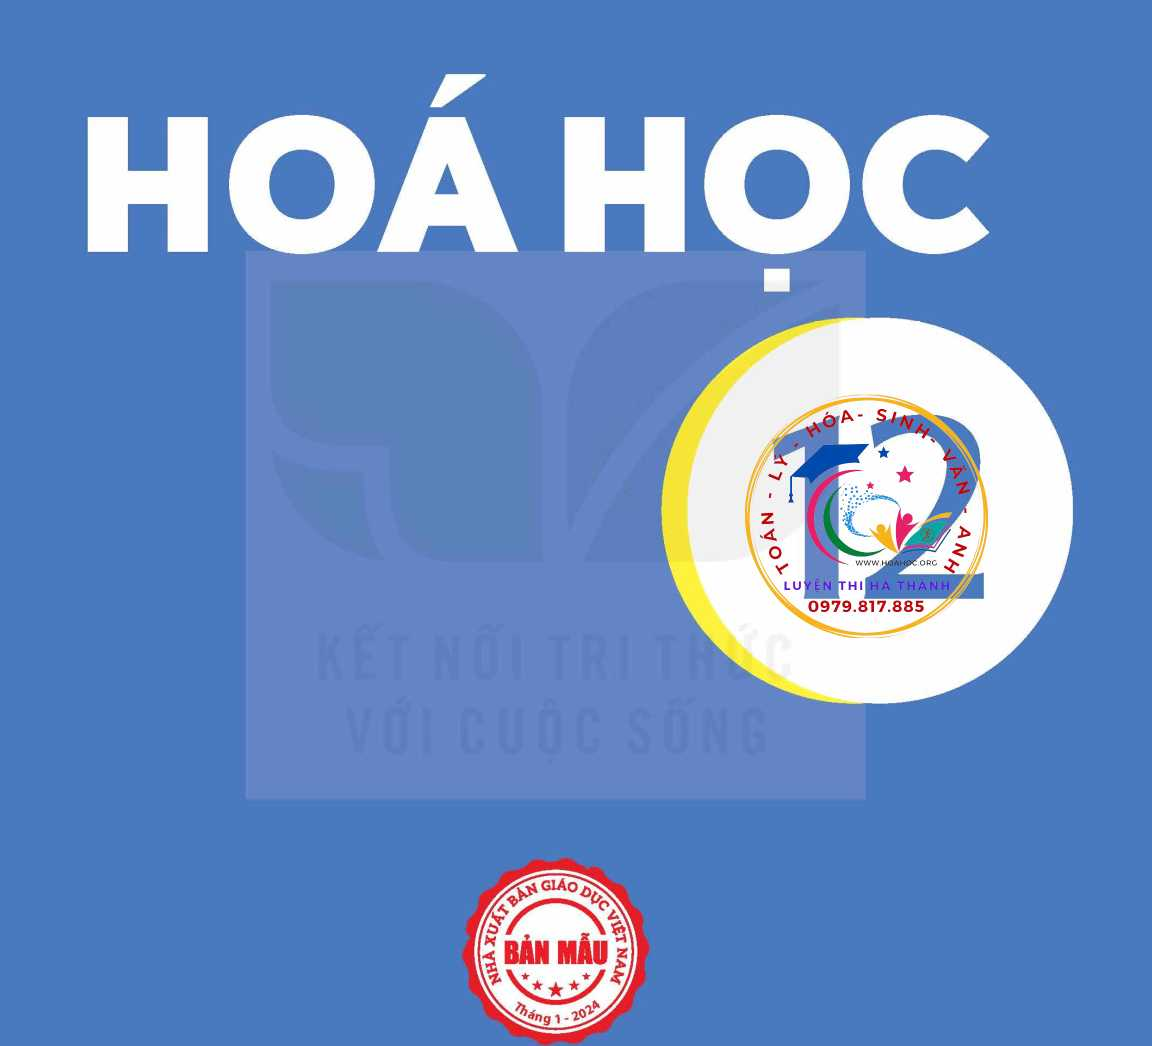 HOÁ HỌC
12
TOÁN - LÝ - HÓA- SINH- VĂN - ANH
WWW.HOAHOC.ORG
LUYỆN THI HÀ THÀNH
0979.817.885
KẾT NỐI TRI THỨC
VỚI CUỘC SỐNG
NHÀ XUẤT BẢN GIÁO DỤC VIỆT NAM
BẢN MẪU
Tháng 1 - 2024